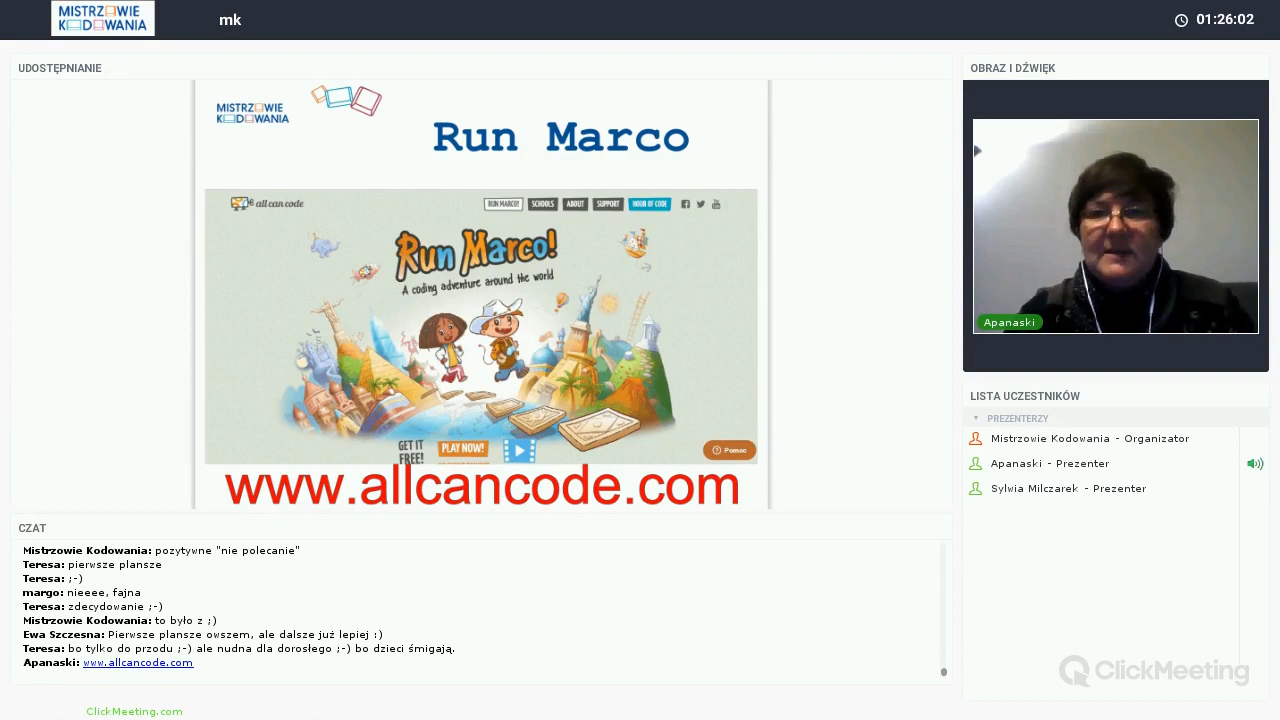 MISTRZOWIE
KODOWANIA
mk
01:26:02
UDOSTĘPNIANIE
MISTRZOWIE
KODOWANIA
Run Marco
all can code
RUN MARCO!
SCHOOLS
ABOUT
SUPPORT
HOUR OF CODE
Run Marco!
A coding adventure around the world
GET IT
FREE!
PLAY NOW!
Pomoc
www.allcancode.com
CZAT
Mistrzowie Kodowania: pozytywne "nie polecanie"
Teresa: pierwsze plansze
Teresa: ;-)
margo: nieeee, fajna
Teresa: zdecydowanie ;-)
Mistrzowie Kodowania: to było z ;)
Ewa Szczesna: Pierwsze plansze owszem, ale dalsze już lepiej :)
Teresa: bo tylko do przodu ;-) ale nudna dla dorosłego ;-) bo dzieci śmigają.
Apanaski: www.allcancode.com
ClickMeeting.com
OBRAZ I DŹWIĘK
Apanaski
LISTA UCZESTNIKÓW
PREZENTERZY
Mistrzowie Kodowania - Organizator
Apanaski - Prezenter
Sylwia Milczarek - Prezenter
ClickMeeting